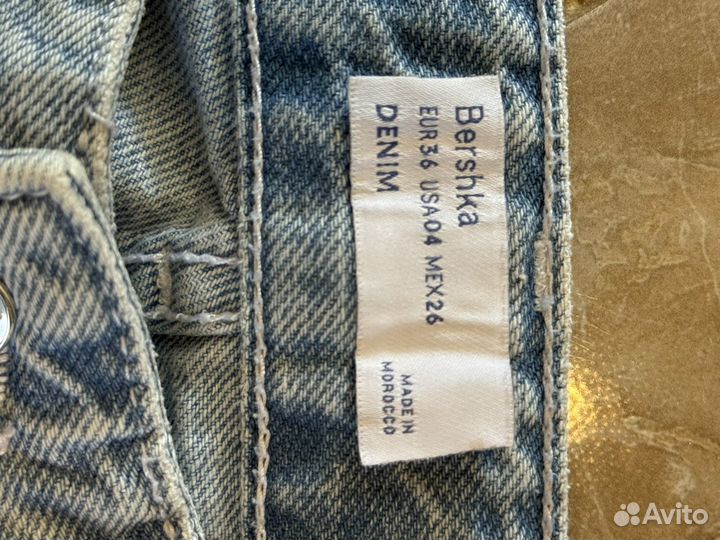 Bershka
EUR36 USA04 MEX26
DENIM
MADE IN
MOROCCO
Avito